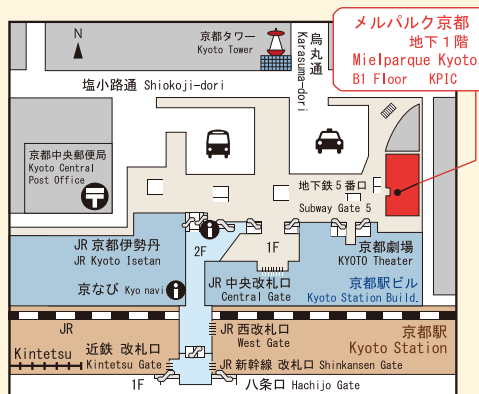 メルパルク京都
地下1階
Mielparque Kyoto
B1 Floor KPIC
N
京都タワー
Kyoto Tower
烏丸通
Karasuma-dori
塩小路通 Shiokoji-dori
京都中央郵便局
Kyoto Central
Post Office
地下鉄5番口
Subway Gate 5
JR 京都伊勢丹
JR Kyoto Isetan
2F
1F
京都劇場
KYOTO Theater
京なび Kyo navi
JR 中央改札口
Central Gate
京都駅ビル
Kyoto Station Build.
JR
JR 西改札口
West Gate
京都駅
Kyoto Station
Kintetsu
近鉄 改札口
Kintetsu Gate
JR 新幹線 改札口 Shinkansen Gate
1F
八条口 Hachijo Gate